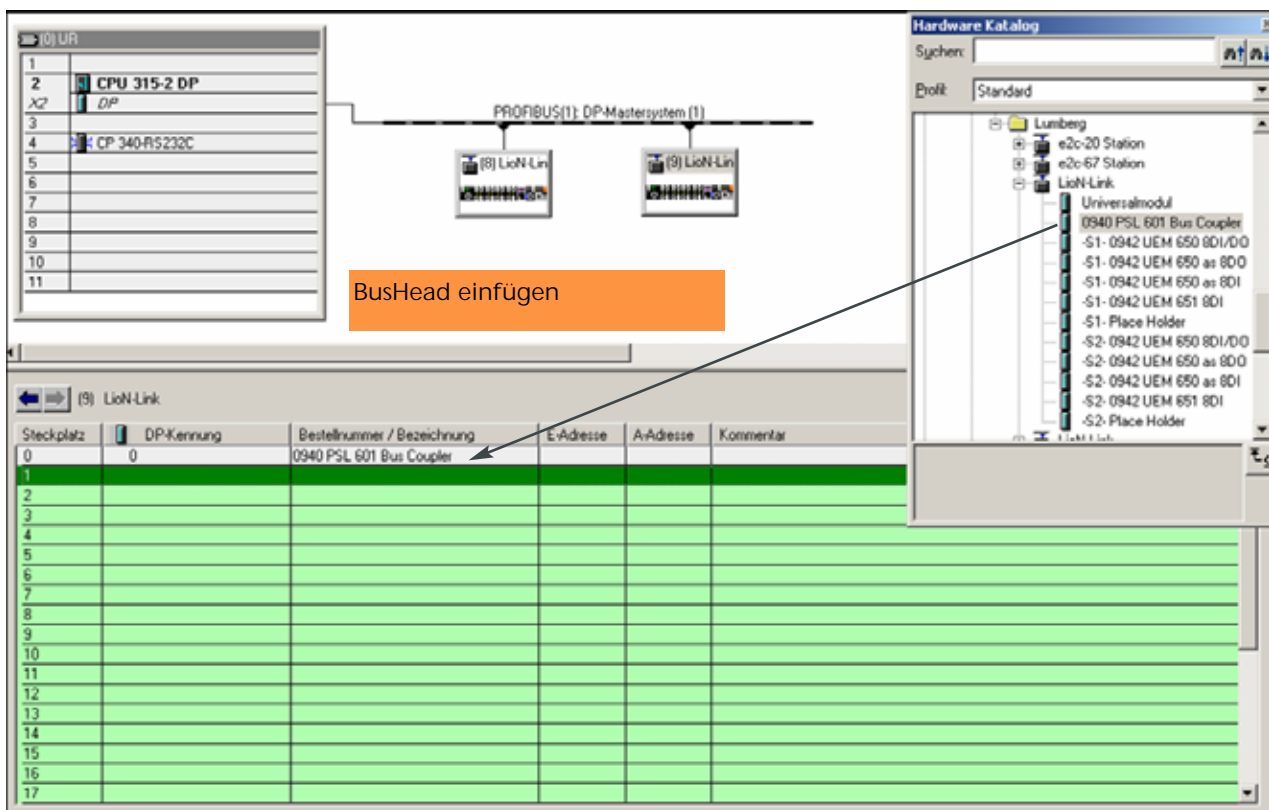 (0) UR
1
2 CPU 315-2 DP
X2 DP
3
4 CP 340-RS232C
5
6
7
8
9
10
11
PROFIBUS(1): DP-Mastersystem (1)
(8) LioN-Lin
(9) LioN-Lin
BusHead einfügen
Hardware Katalog
Suchen:
Profil: Standard
Lumberg
e2c-20 Station
e2c-67 Station
LioN-Link
Universalmodul
0940 PSL 601 Bus Coupler
-S1- 0942 UEM 650 8DI/DO
-S1- 0942 UEM 650 as 8DO
-S1- 0942 UEM 650 as 8DI
-S1- 0942 UEM 651 8DI
-S1- Place Holder
-S2- 0942 UEM 650 8DI/DO
-S2- 0942 UEM 650 as 8DO
-S2- 0942 UEM 650 as 8DI
-S2- 0942 UEM 651 8DI
-S2- Place Holder
(9) LioN-Link
Steckplatz DP-Kennung Bestellnummer / Bezeichnung E-Adresse A-Adresse Kommentar
0 0 0940 PSL 601 Bus Coupler
1
2
3
4
5
6
7
8
9
10
11
12
13
14
15
16
17